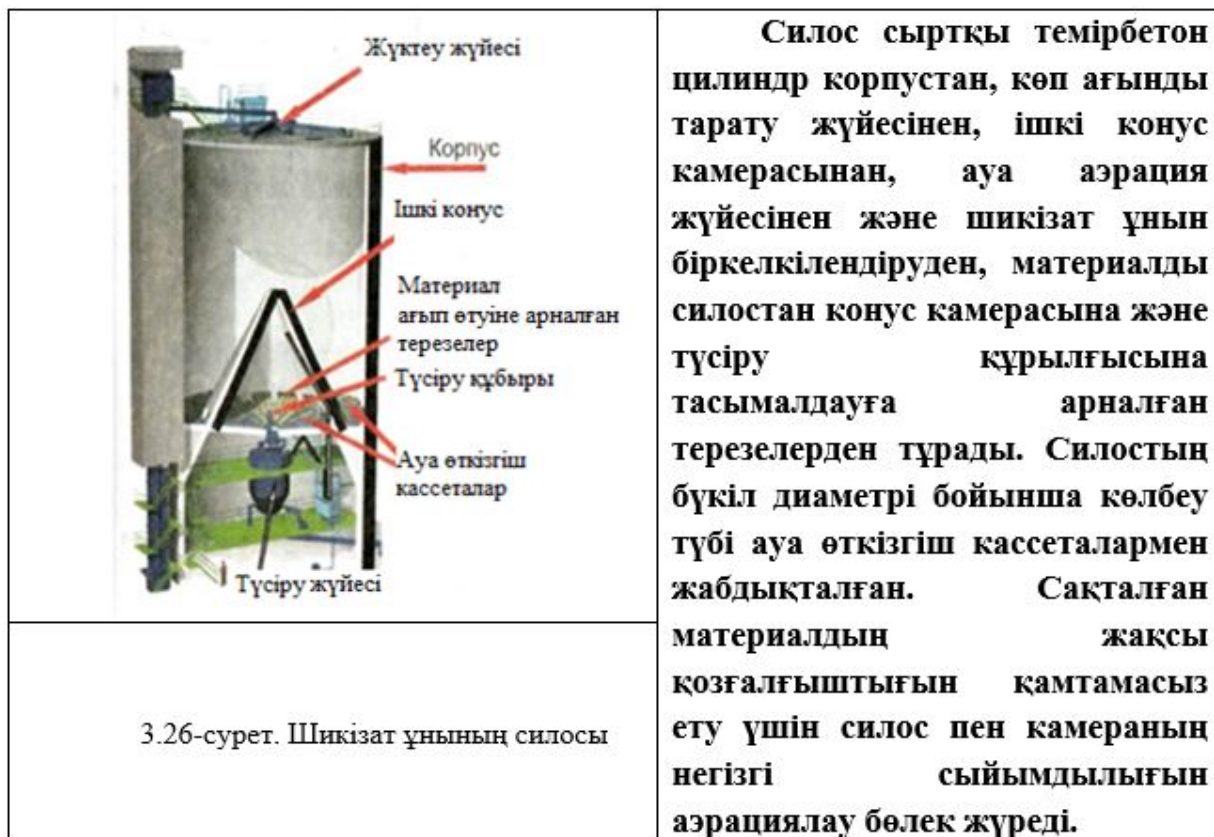 Жүктеу жүйесі
Корпус
Ішкі конус
Материал
ағып өтуіне арналған
терезелер
Түсіру құбыры
Ауа өткізгіш
кассеталар
Түсіру жүйесі
3.26-сурет. Шикізат ұнының силосы
Силос сыртқы темірбетон
цилиндр корпустан, көп ағынды
тарату жүйесінен, ішкі конус
камерасынан, ауа аэрация
жүйесінен және шикізат ұнын
біркелкілендіруден, материалды
силостан конус камерасына және
түсіру құрылғысына
тасымалдауға арналған
терезелерден тұрады. Силостың
бүкіл диаметрі бойынша көлбеу
түбі ауа өткізгіш кассеталармен
жабдықталған. Сақталған
материалдың жақсы
қозғалғыштығын қамтамасыз
ету үшін силос пен камераның
негізгі сыйымдылығын
аэрациялау бөлек жүреді.